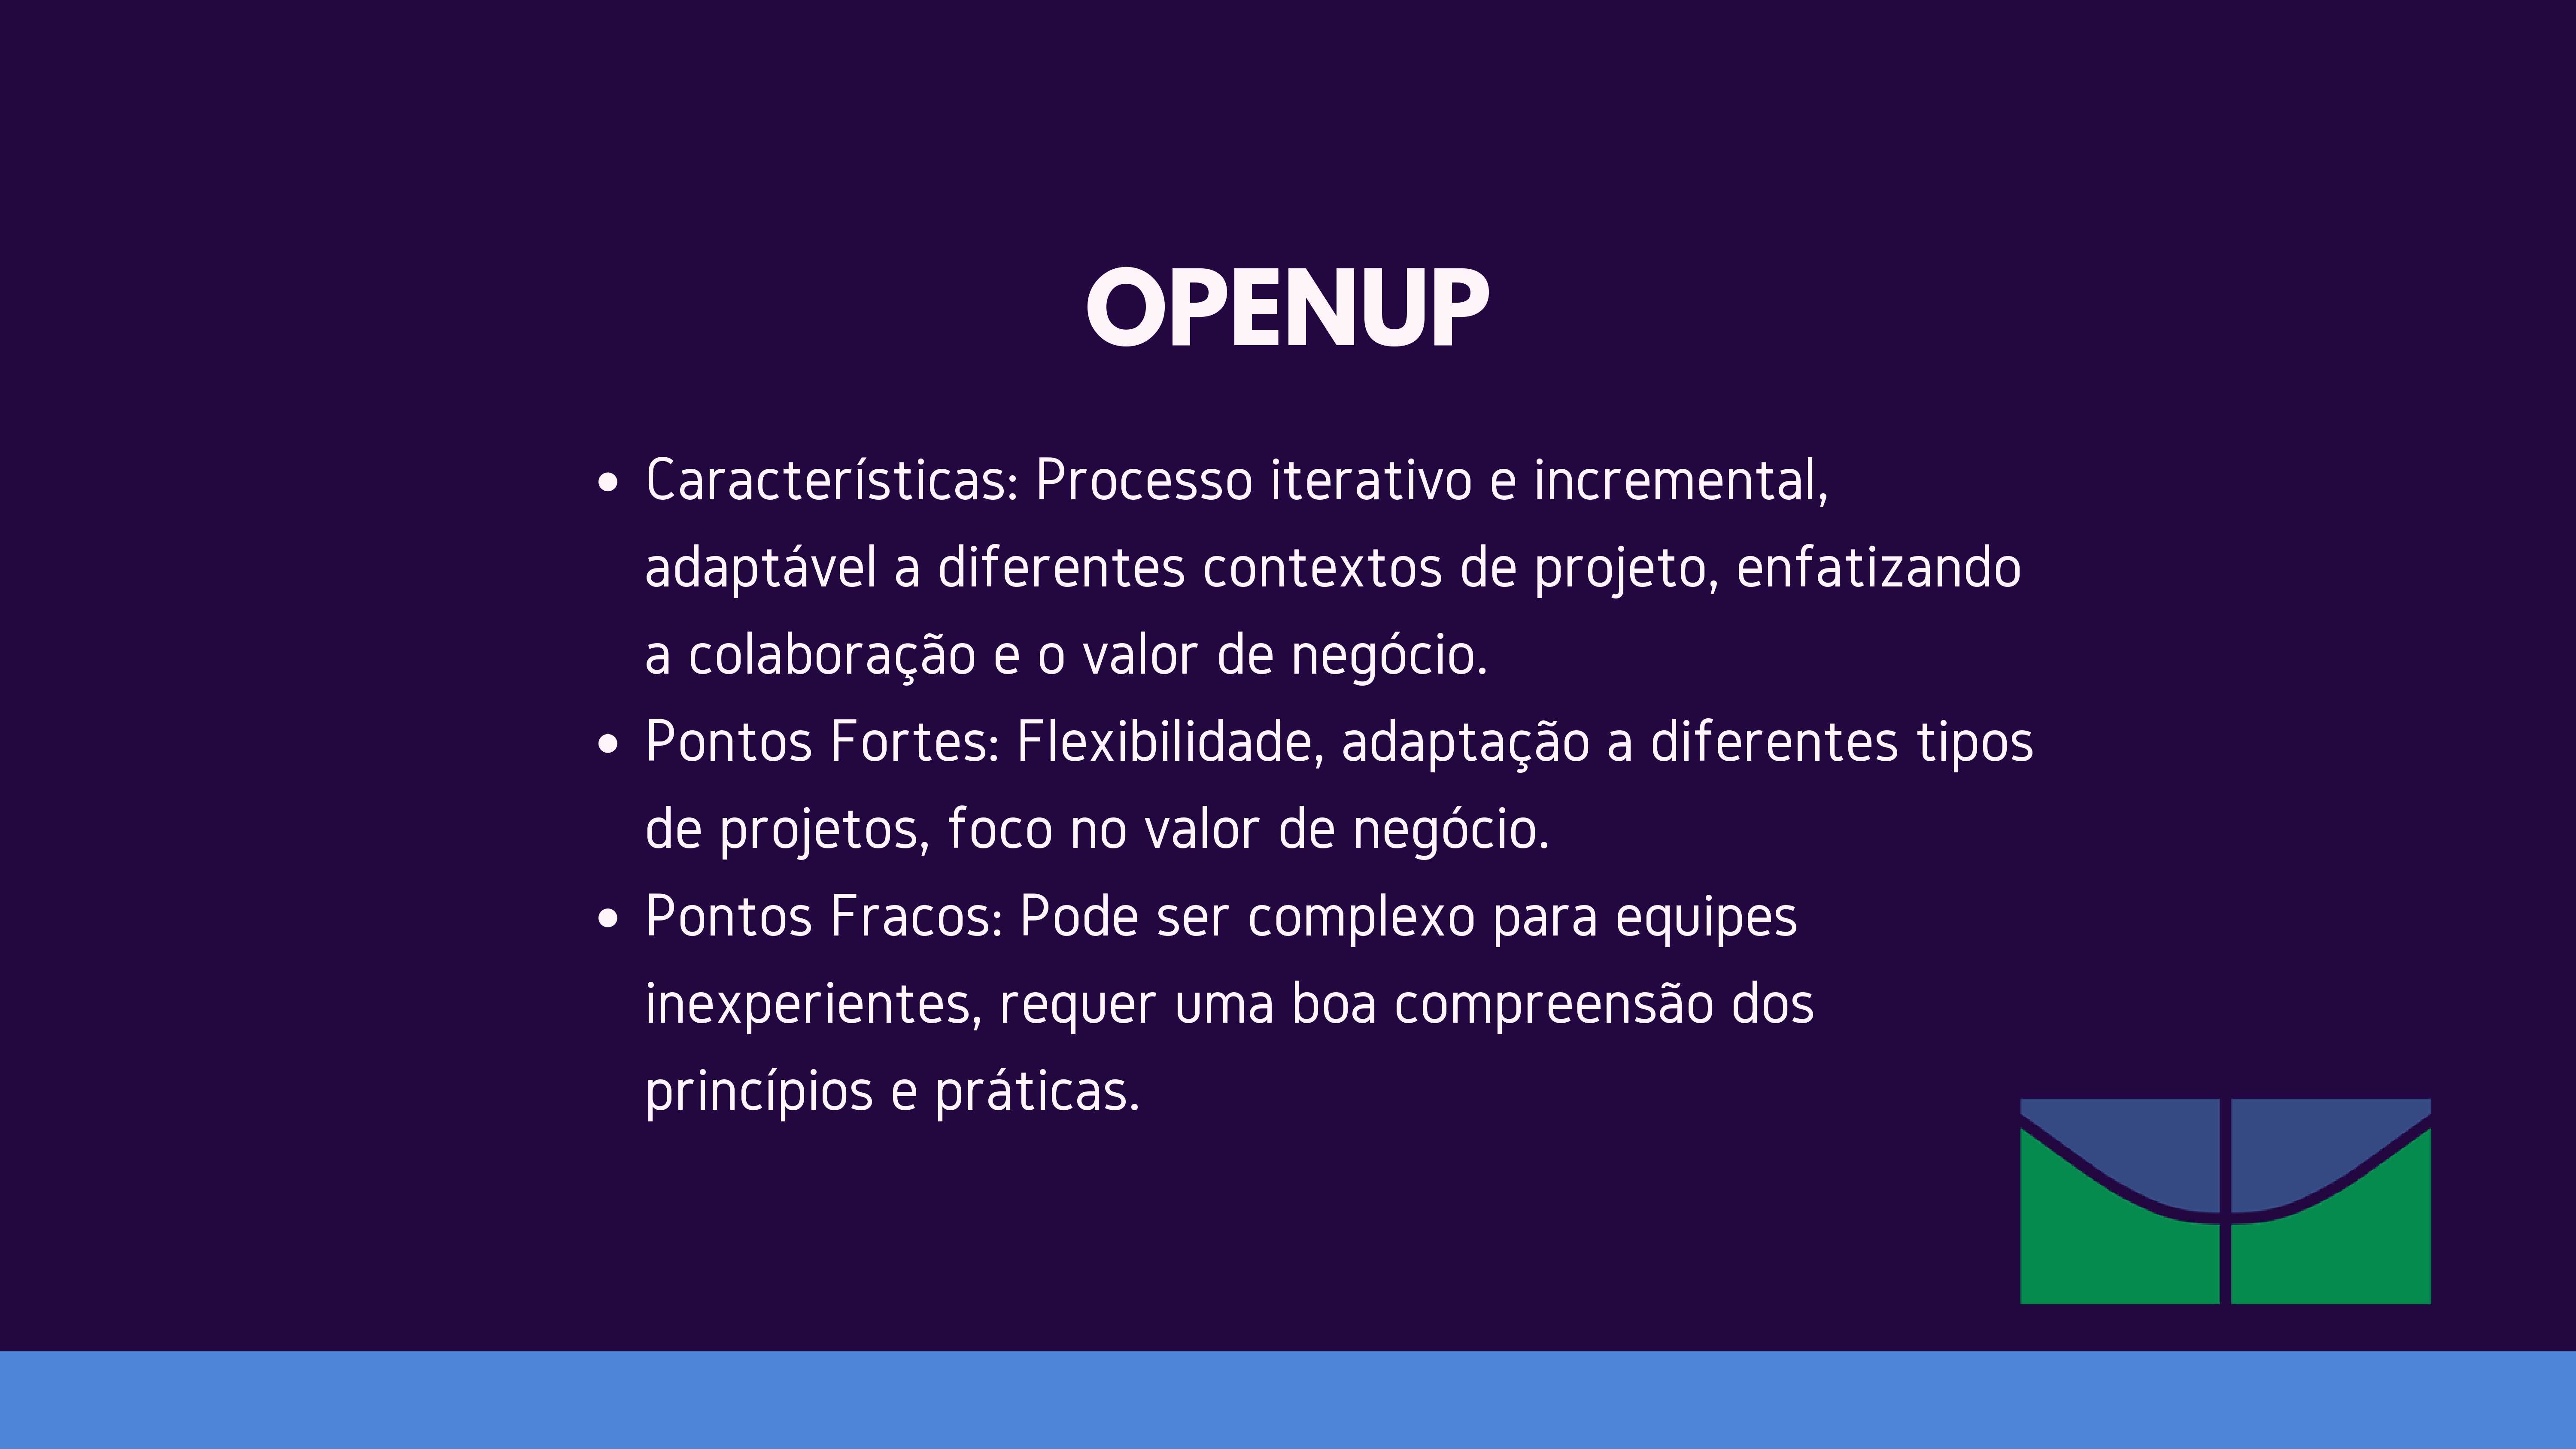 OPENUP
• Características: Processo iterativo e incremental,
adaptável a diferentes contextos de projeto, enfatizando
a colaboração e o valor de negócio.
• Pontos Fortes: Flexibilidade, adaptação a diferentes tipos
de projetos, foco no valor de negócio.
• Pontos Fracos: Pode ser complexo para equipes
inexperientes, requer uma boa compreensão dos
princípios e práticas.